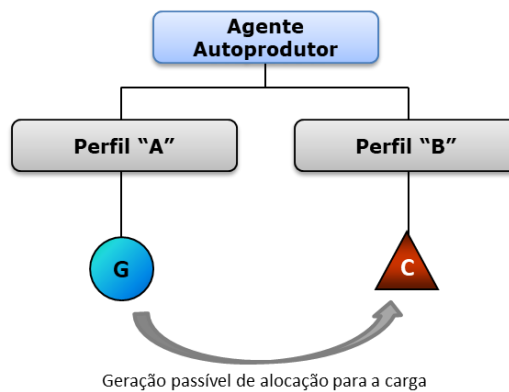 Agente
Autoprodutor
Perfil “A”
Perfil “B”
G
C
Geração passível de alocação para a carga